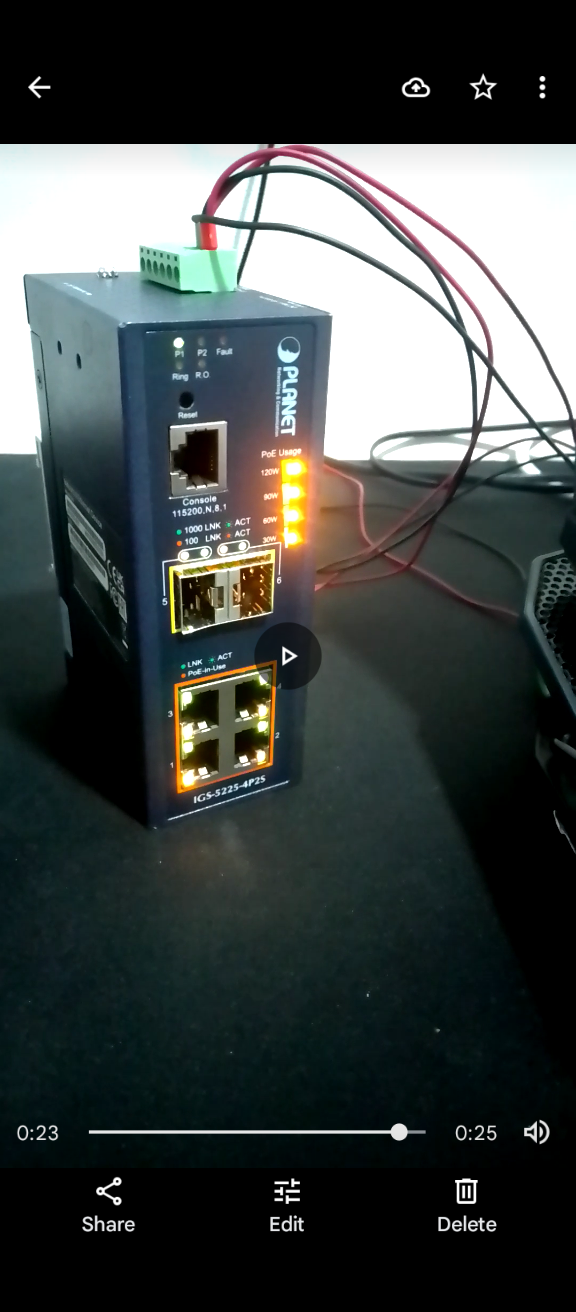 P1 P2 Fault
Ring R.O.
Reset
PLANET
Networking & Communication
PoE Usage
120W
90W
60W
30W
Console
115200,N,8,1
1000 LNK ACT
100 LNK ACT
5 6
LNK ACT
PoE-in-Use
3
1 2
IGS-5225-4P2S
0:23 0:25
Share Edit Delete